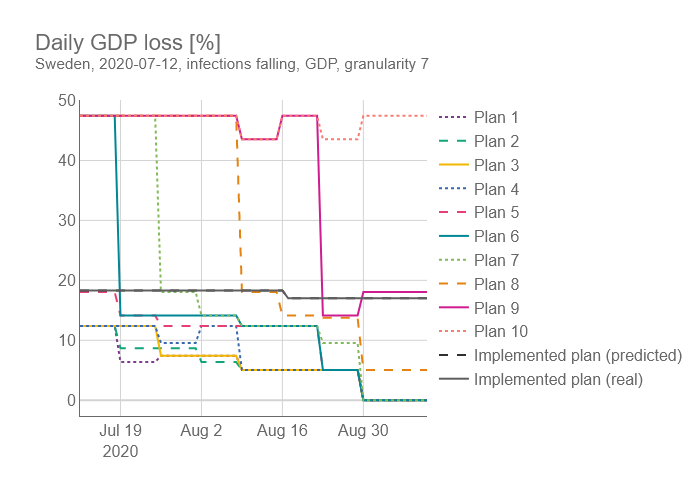 Daily GDP loss [%]
Sweden, 2020-07-12, infections falling, GDP, granularity 7
50
40
30
20
10
0
Jul 19
2020
Aug 2
Aug 16
Aug 30
Plan 1
Plan 2
Plan 3
Plan 4
Plan 5
Plan 6
Plan 7
Plan 8
Plan 9
Plan 10
Implemented plan (predicted)
Implemented plan (real)